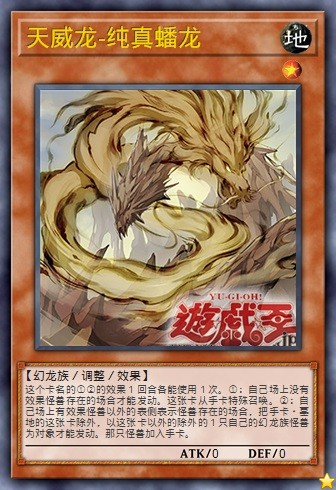 天威龙-纯真蟠龙
地
YU-GI-OH!
遊戯王
【幻龙族／调整／效果】
这个卡名的①②的效果1回合各能使用1次。①：自己场上没有
效果怪兽存在的场合才能发动。这张卡从手卡特殊召唤。②：自
己场上有效果怪兽以外的表侧表示怪兽存在的场合，把手卡·墓
地的这张卡除外，以这张卡以外的除外的1只自己的幻龙族怪兽
为对象才能发动。那只怪兽加入手卡。
ATK/0 DEF/0